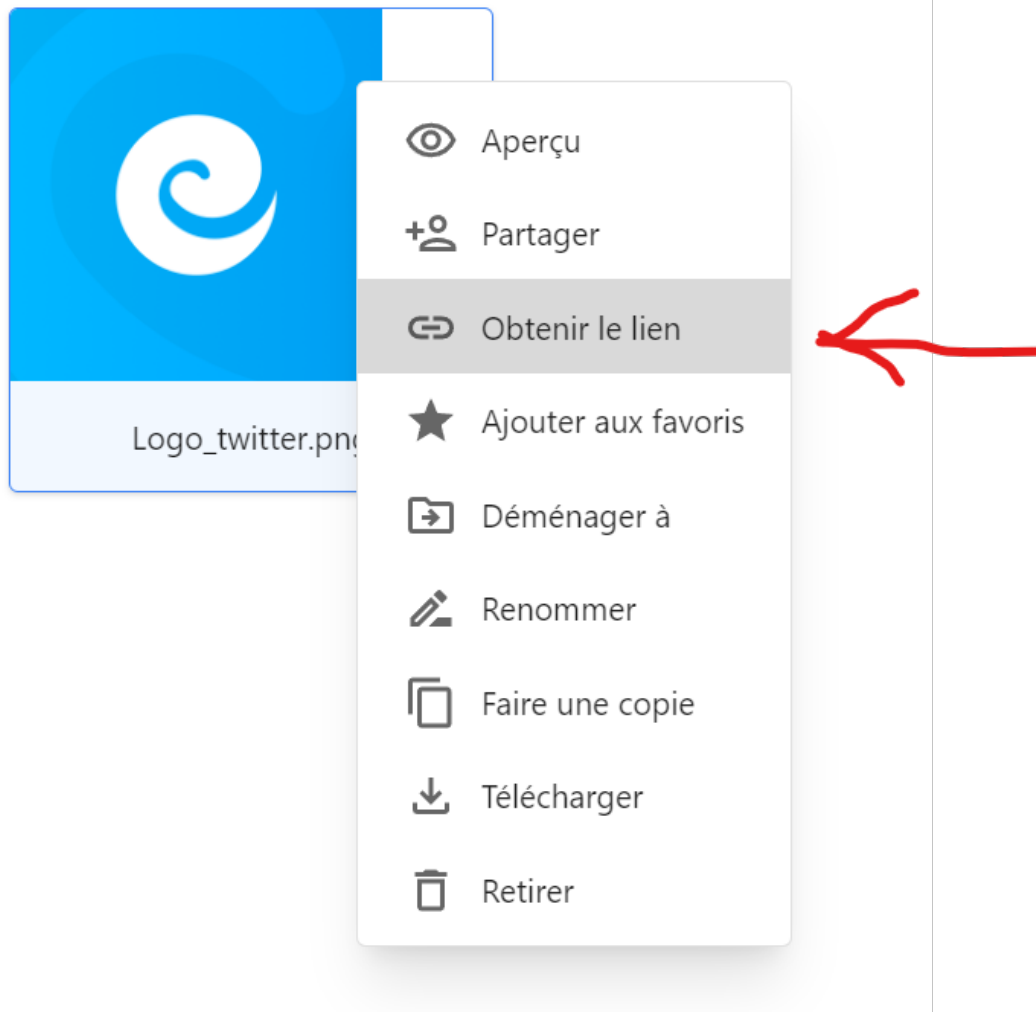 Aperçu
Partager
Obtenir le lien
Logo_twitter.png
Ajouter aux favoris
Déménager à
Renommer
Faire une copie
Télécharger
Retirer